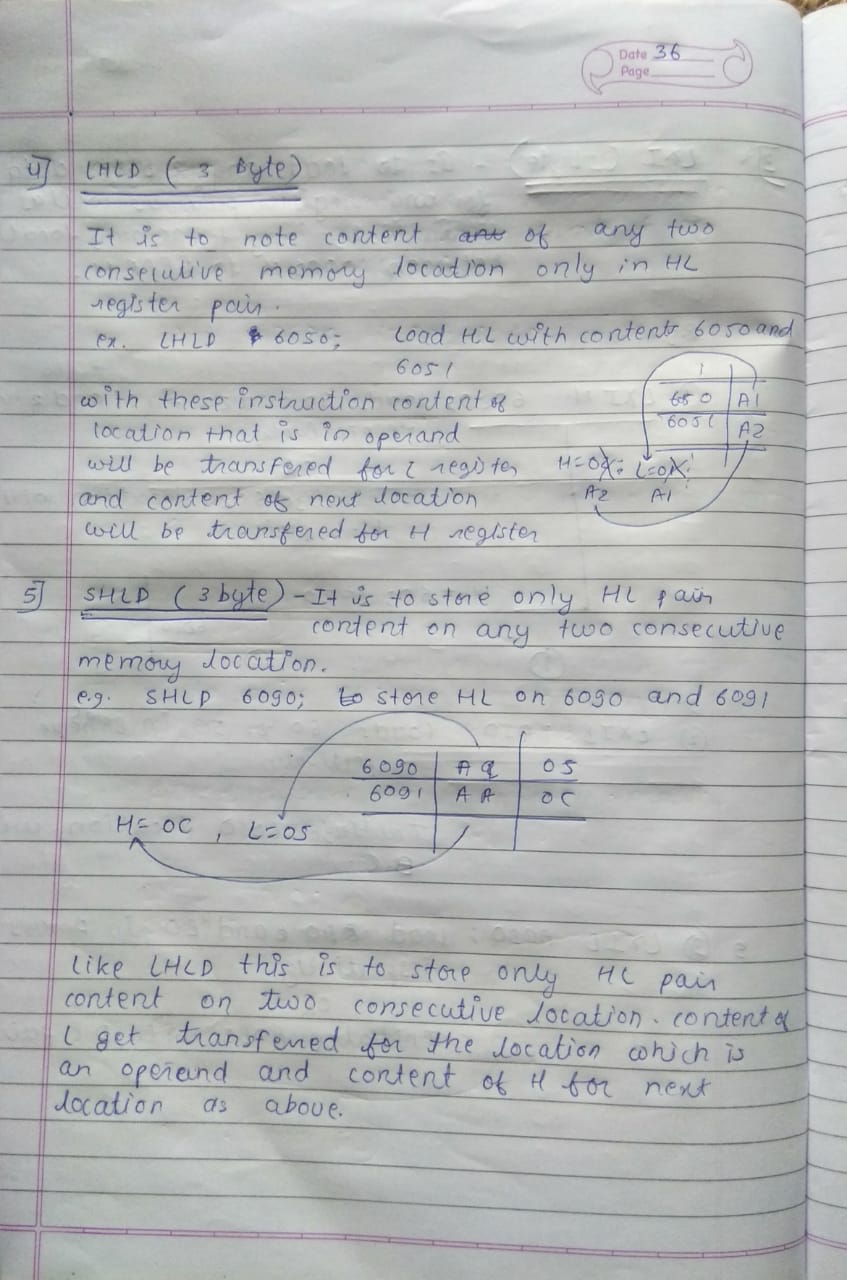 Date 36
Page
4] LHLD ( 3 Byte)
It is to note content of any two
consecutive memory location only in HL
register pair.
ex. LHLD 6050; Load HL with contents 6050 and
6051
with these instruction content of
location that is in operand
will be transfered for L register
and content of next location
will be transfered for H register
650 A1
6051 A2
H=0X; L=0X;
A2 A1
5] SHLD ( 3 byte) - It is to store only HL pair
content on any two consecutive
memory location.
e.g. SHLD 6090; to store HL on 6090 and 6091
6090 A9 05
6091 AA 0C
H=0C , L=05
like LHLD this is to store only HL pair
content on two consecutive location. content of
L get transferred for the location which is
an operend and content of H for next
location as above.